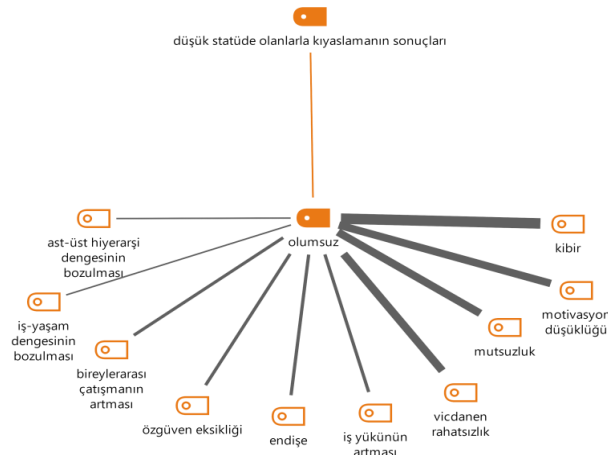 düşük statüde olanlarla kıyaslamanın sonuçları
olumsuz
ast-üst hiyerarşi
dengesinin
bozulması
kibir
iş-yaşam
dengesinin
bozulması
motivasyon
düşüklüğü
bireylerarası
çatışmanın
artması
mutsuzluk
özgüven eksikliği
endişe
iş yükünün
artması
vicdanen
rahatsızlık